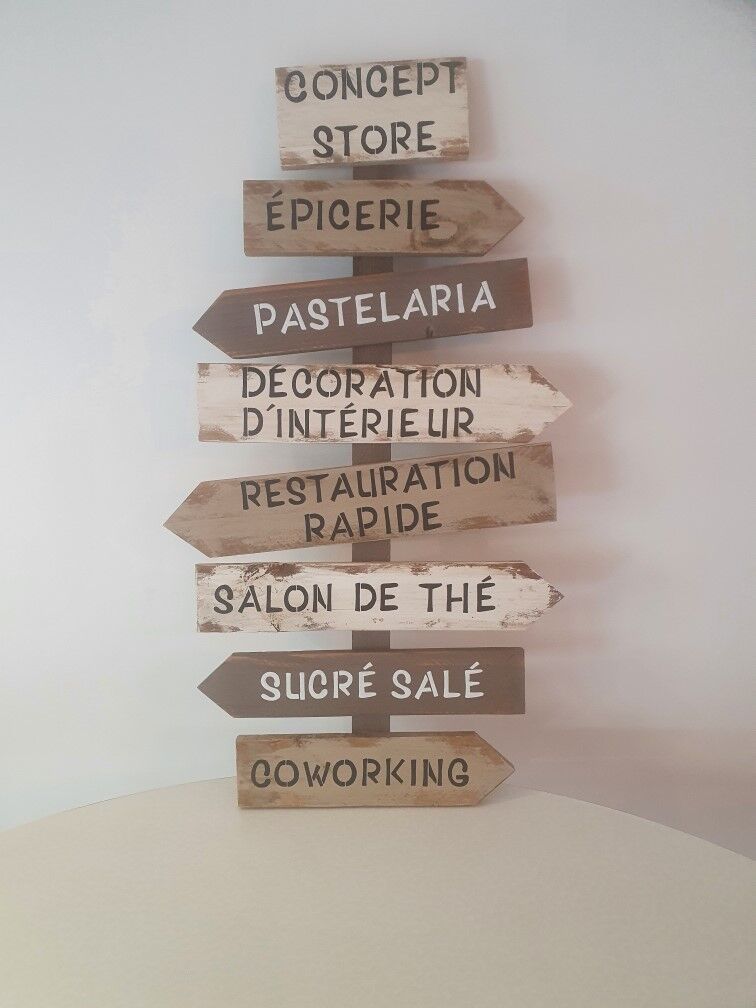 CONCEPT
STORE
ÉPICERIE
PASTELARIA
DÉCORATION
D'INTÉRIEUR
RESTAURATION
RAPIDE
SALON DE THÉ
SUCRÉ SALÉ
COWORKING